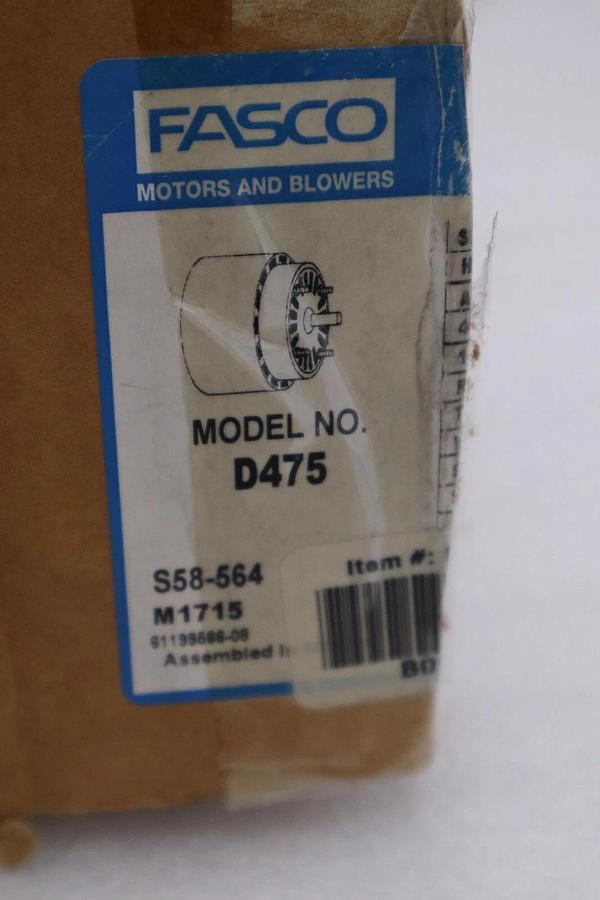 FASCO
MOTORS AND BLOWERS
MODEL NO.
D475
S58-564
M1715
61199666-08
Assembled
Item #: